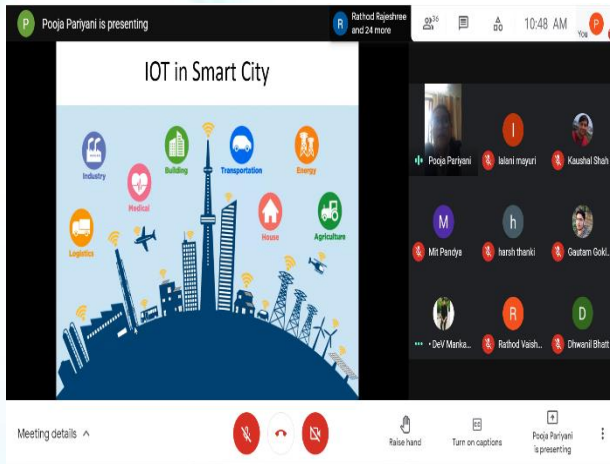 P
Pooja Pariyani is presenting
R
Rathod Rajeshree
and 24 more
36
10:48 AM
You
P
IOT in Smart City
Industry
Medical
Building
Transportation
Energy
Logistics
House
Agriculture
Pooja Pariyani
I
lalani mayuri
Kaushal Shah
M
Mit Pandya
h
harsh thanki
Gautam Gokl...
• DeV Manka...
R
Rathod Vaish...
D
Dhwanil Bhatt
Meeting details
Raise hand
Turn on captions
Pooja Pariyani
is presenting